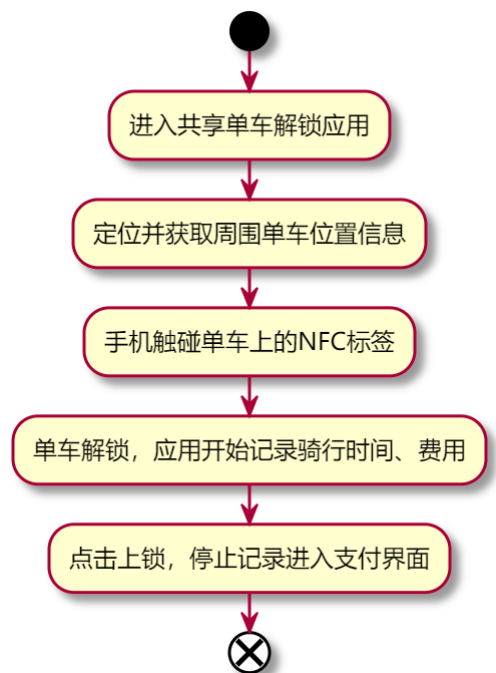 进入共享单车解锁应用
定位并获取周围单车位置信息
手机触碰单车上的NFC标签
单车解锁，应用开始记录骑行时间、费用
点击上锁，停止记录进入支付界面